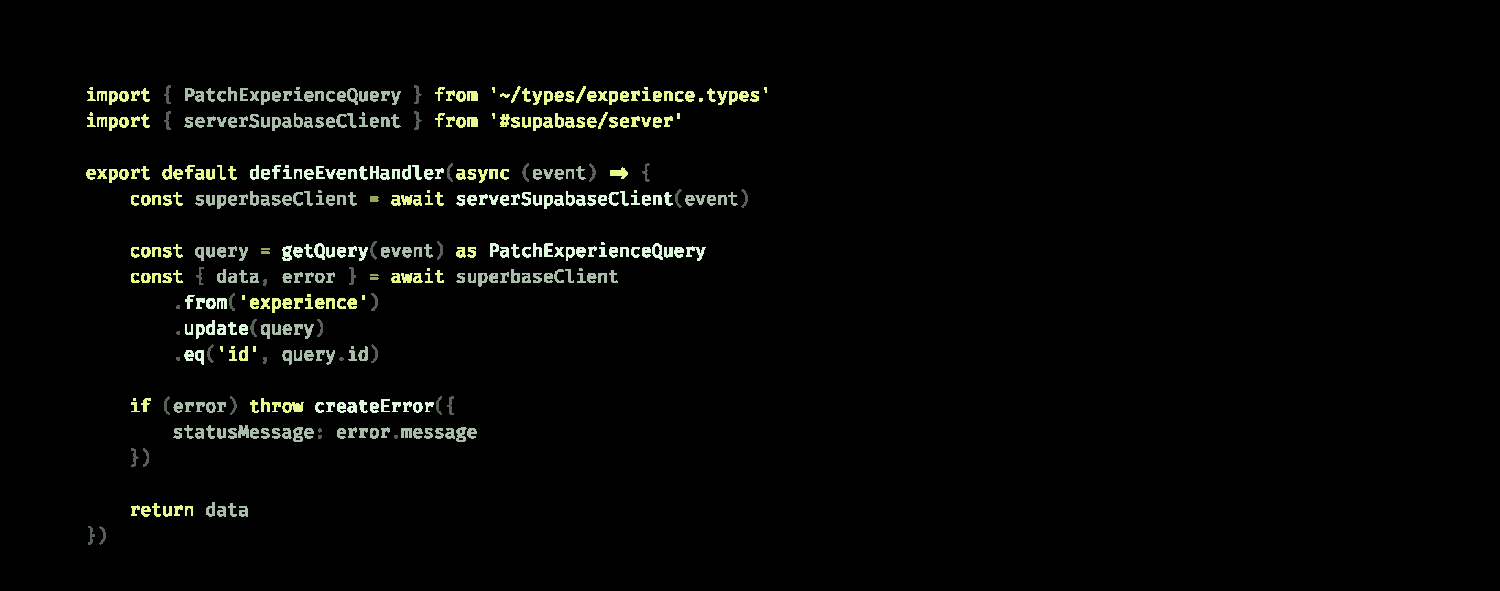 import { PatchExperienceQuery } from '~/types/experience.types'
import { serverSupabaseClient } from '#supabase/server'
export default defineEventHandler(async (event) => {
    const superbaseClient = await serverSupabaseClient(event)
    const query = getQuery(event) as PatchExperienceQuery
    const { data, error } = await superbaseClient
        .from('experience')
        .update(query)
        .eq('id', query.id)
    if (error) throw createError({
        statusMessage: error.message
    })
    return data
})